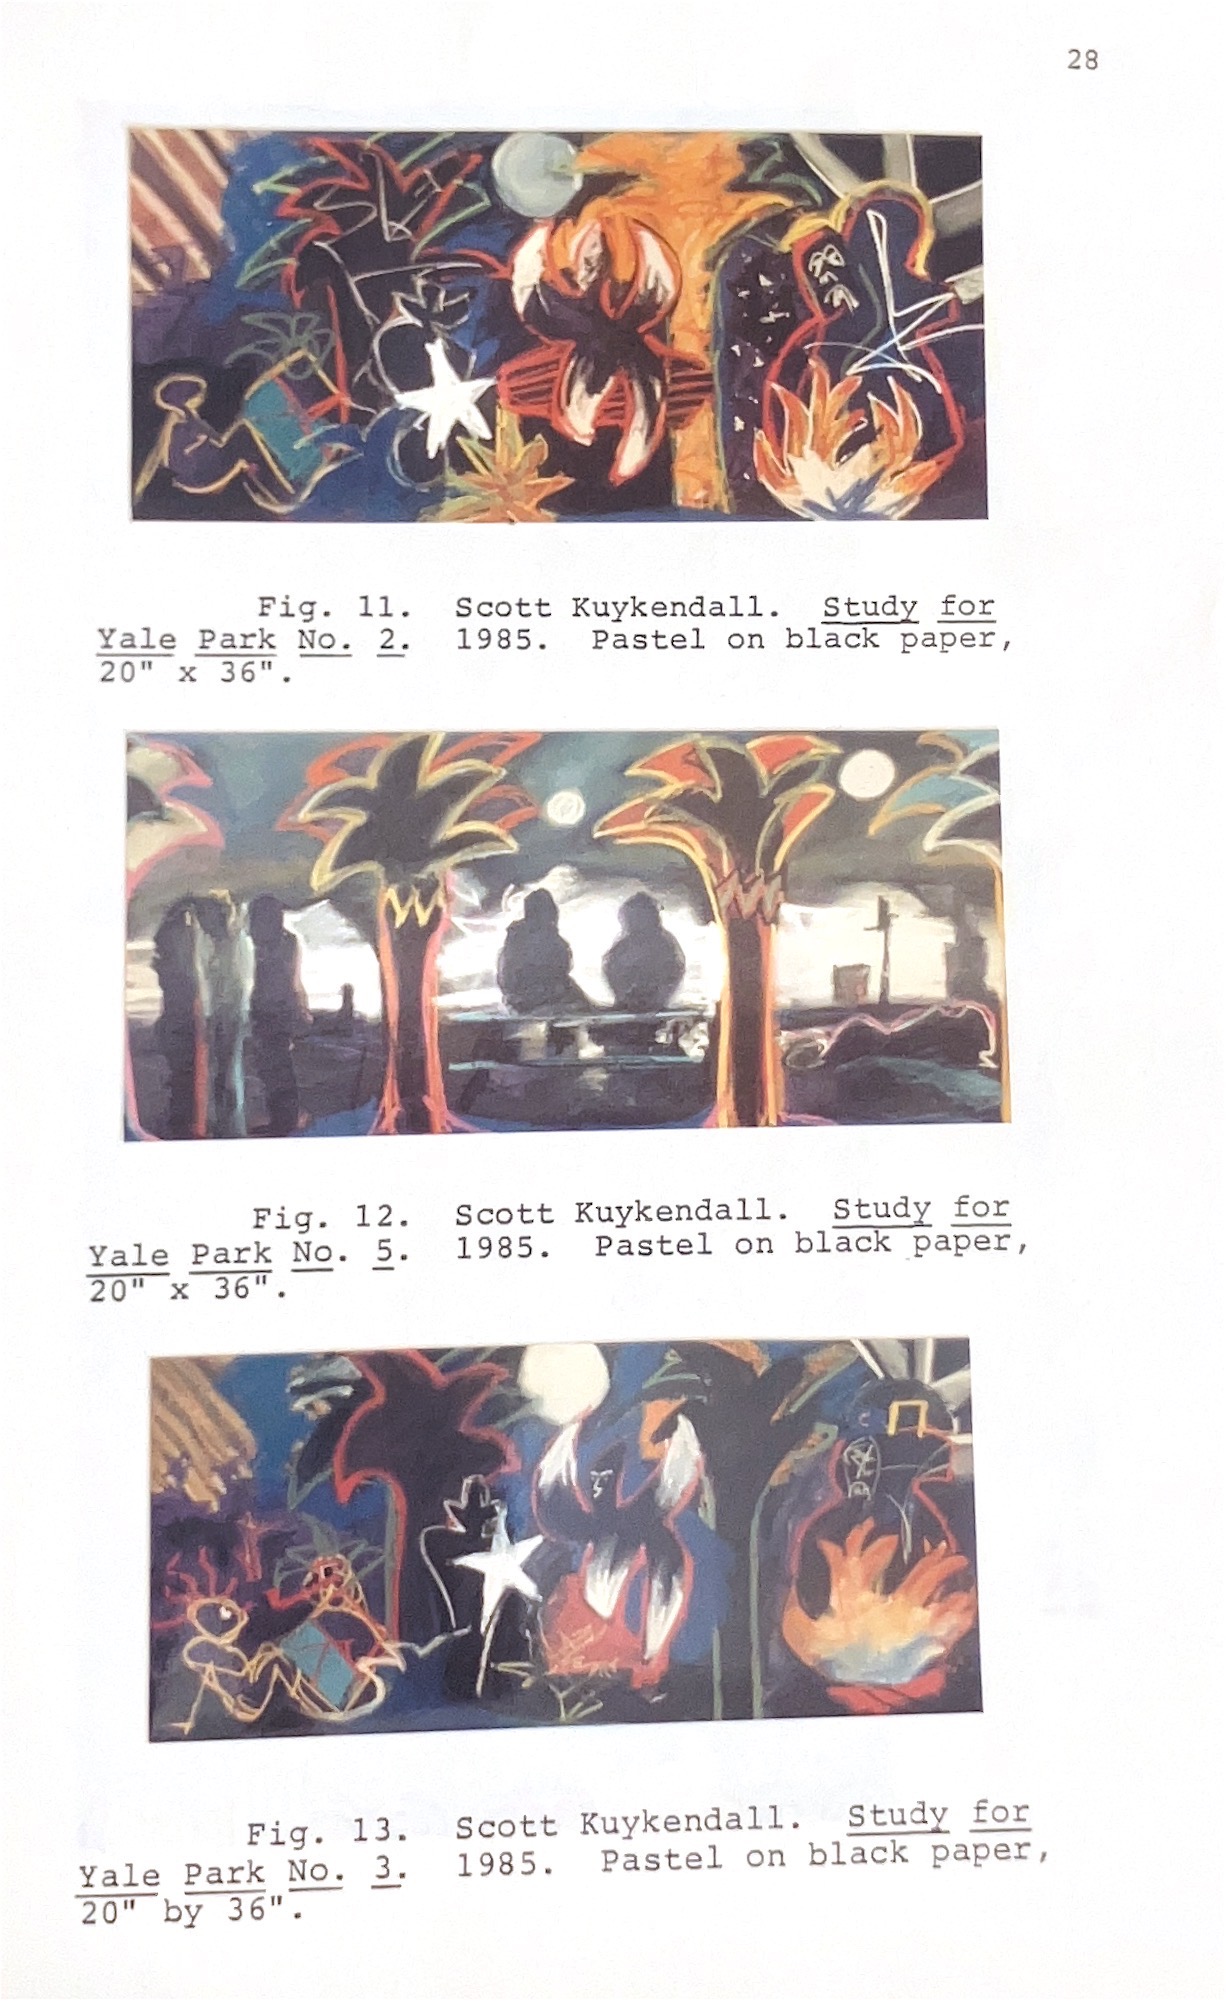 28
Fig. 11. Scott Kuykendall. Study for
Yale Park No. 2. 1985. Pastel on black paper,
20" x 36".
Fig. 12. Scott Kuykendall. Study for
Yale Park No. 5. 1985. Pastel on black paper,
20" x 36".
Fig. 13. Scott Kuykendall. Study for
Yale Park No. 3. 1985. Pastel on black paper,
20" by 36".